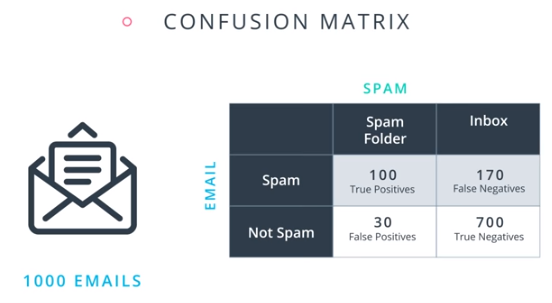 CONFUSION MATRIX
SPAM
Spam
Folder
Inbox
EMAIL
Spam
100
True Positives
170
False Negatives
Not Spam
30
False Positives
700
True Negatives
1000 EMAILS